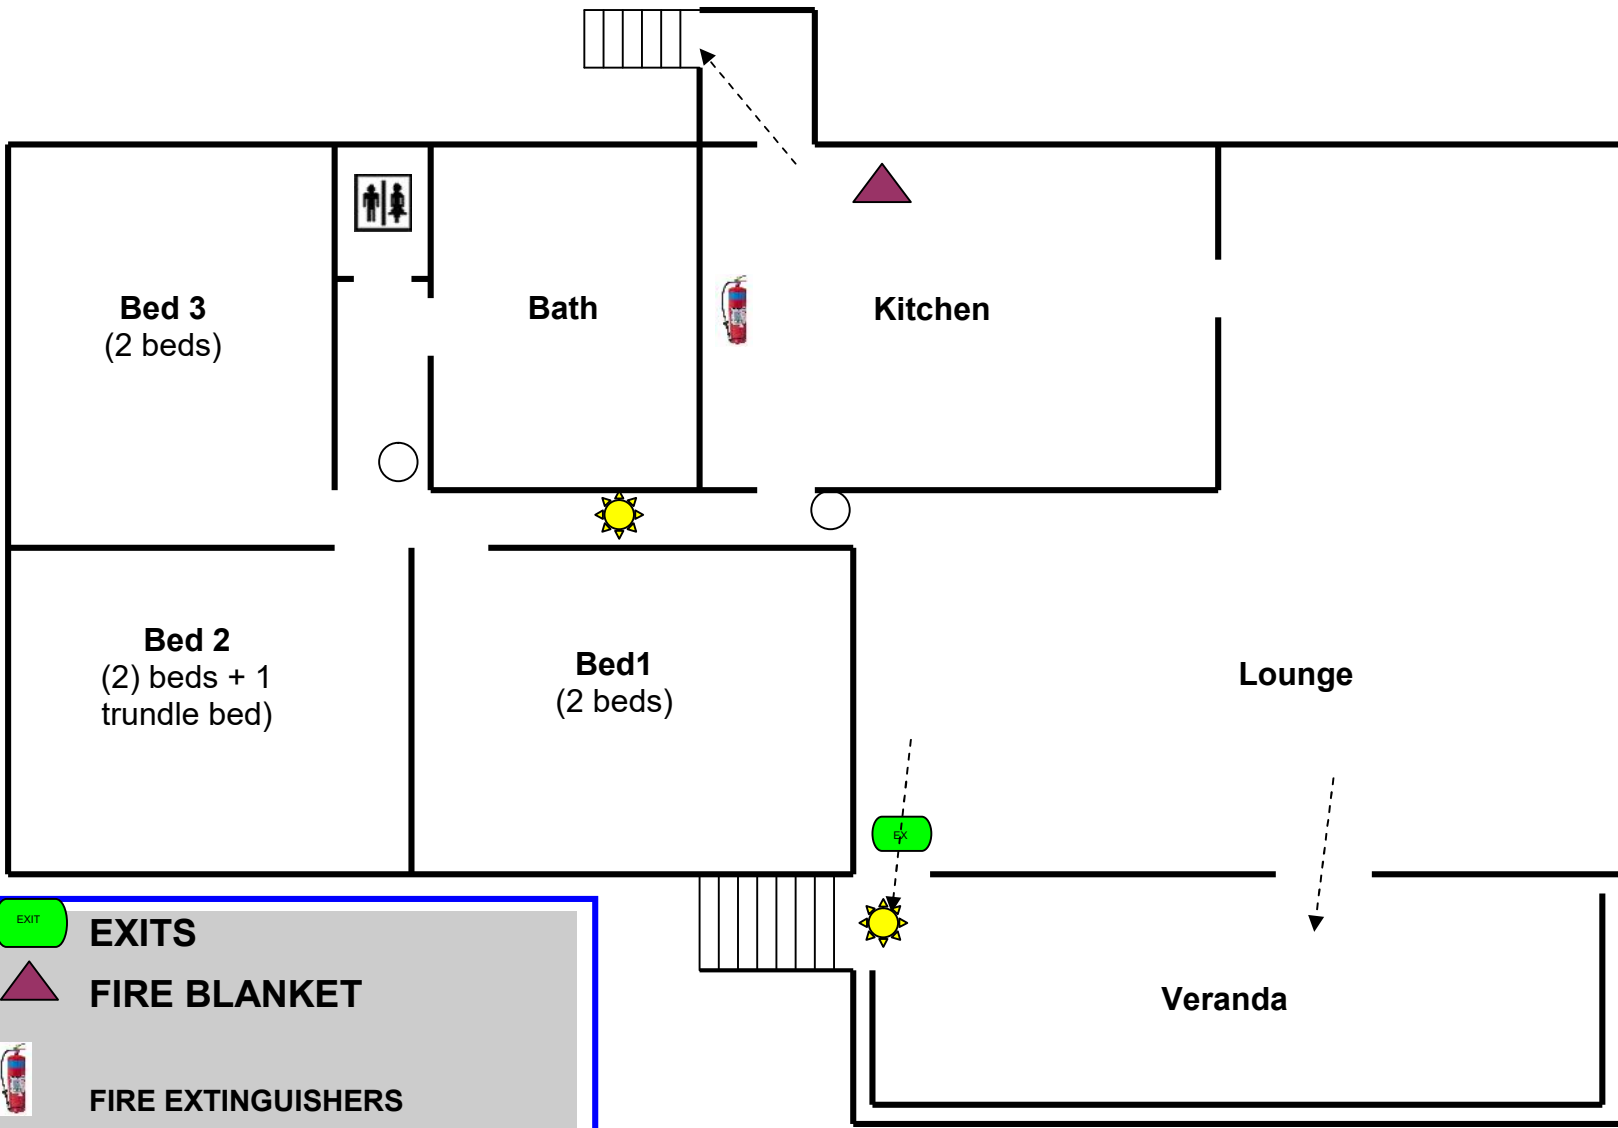 Bed 3
(2 beds)
Bath
Kitchen
Bed 2
(2) beds + 1
trundle bed)
Bed1
(2 beds)
Lounge
EX
Veranda
EXIT
EXITS
FIRE BLANKET
FIRE EXTINGUISHERS